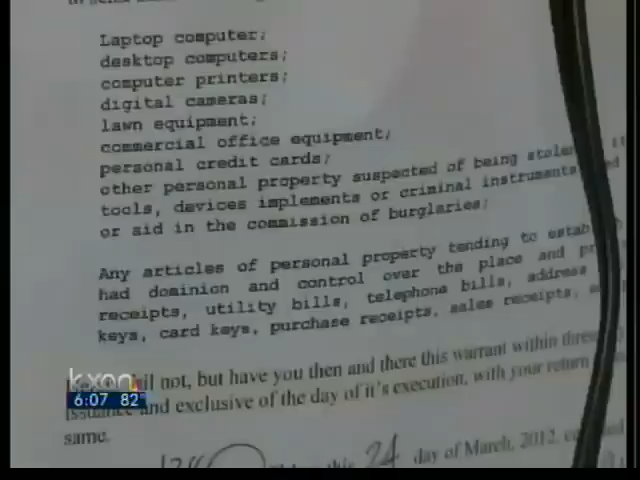 Laptop computer;
desktop computers;
computer printers;
digital cameras;
lawn equipment;
commercial office equipment;
personal credit cards;
other personal property suspected of being stolen
tools, devices implements or criminal instruments
or aid in the commission of burglaries;
Any articles of personal property tending to estab
had dominion and control over the place and
receipts, utility bills, telephone bills, address
keys, card keys, purchase receipts, sales receipts,
not, but have you then and there this warrant within
and exclusive of the day of it's execution, with your return
same.
24 day of March, 2012,
kxan
6:07 82°